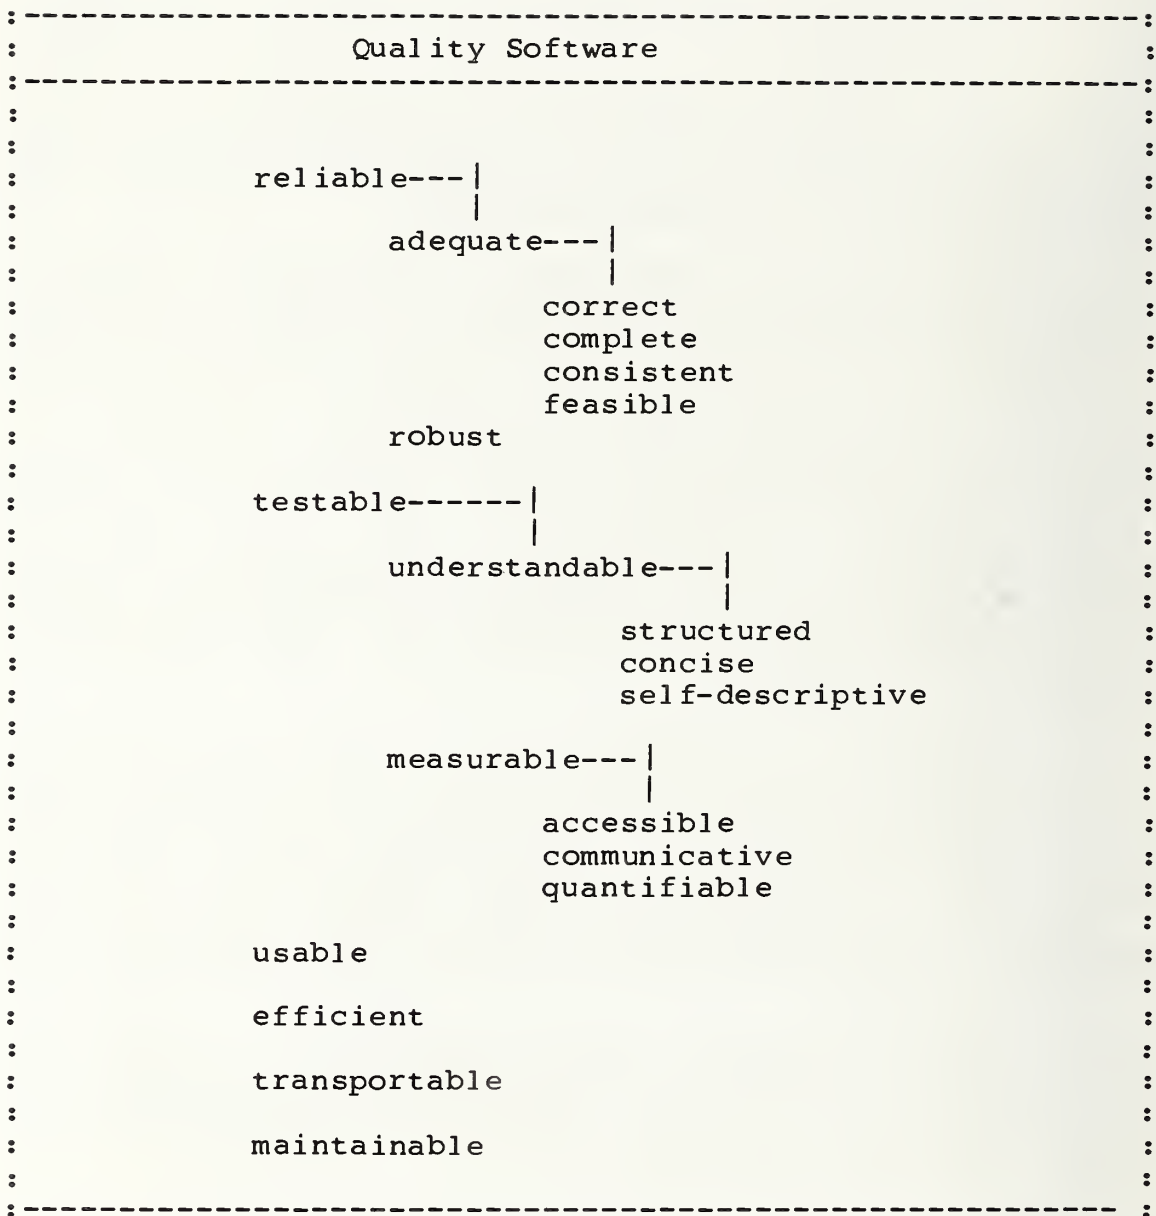 Quality Software
reliable---|
adequate---|
correct
complete
consistent
feasible
robust
testable------|
understandable---|
structured
concise
self-descriptive
measurable---|
accessible
communicative
quantifiable
usable
efficient
transportable
maintainable